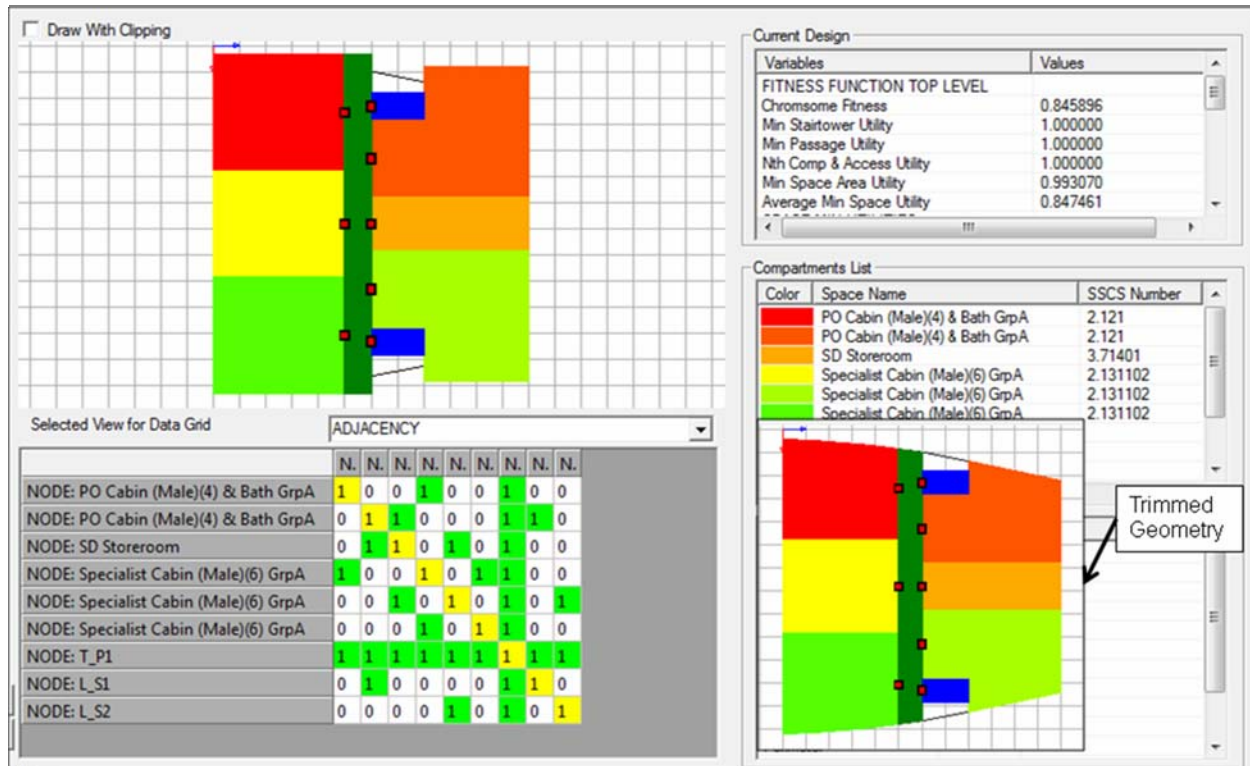 Draw With Clipping
Current Design
Variables Values
FITNESS FUNCTION TOP LEVEL
Chromsome Fitness 0.845896
Min Stairtower Utility 1.000000
Min Passage Utility 1.000000
Nth Comp & Access Utility 1.000000
Min Space Area Utility 0.993070
Average Min Space Utility 0.847461
Compartments List
Color Space Name SSCS Number
PO Cabin (Male)(4) & Bath GrpA 2.121
PO Cabin (Male)(4) & Bath GrpA 2.121
SD Storeroom 3.71401
Specialist Cabin (Male)(6) GrpA 2.131102
Specialist Cabin (Male)(6) GrpA 2.131102
Specialist Cabin (Male)(6) GrpA 2.131102
Trimmed
Geometry
Selected View for Data Grid ADJACENCY
N. N. N. N. N. N. N. N. N.
NODE: PO Cabin (Male)(4) & Bath GrpA 1 0 0 1 0 0 1 0 0
NODE: PO Cabin (Male)(4) & Bath GrpA 0 1 1 0 0 0 1 1 0
NODE: SD Storeroom 0 1 1 0 1 0 1 0 0
NODE: Specialist Cabin (Male)(6) GrpA 1 0 0 1 0 1 1 0 0
NODE: Specialist Cabin (Male)(6) GrpA 0 0 1 0 1 0 1 0 1
NODE: Specialist Cabin (Male)(6) GrpA 0 0 0 1 0 1 1 0 0
NODE: T_P1 1 1 1 1 1 1 1 1 1
NODE: L_S1 0 1 0 0 0 0 1 1 0
NODE: L_S2 0 0 0 0 1 0 1 0 1